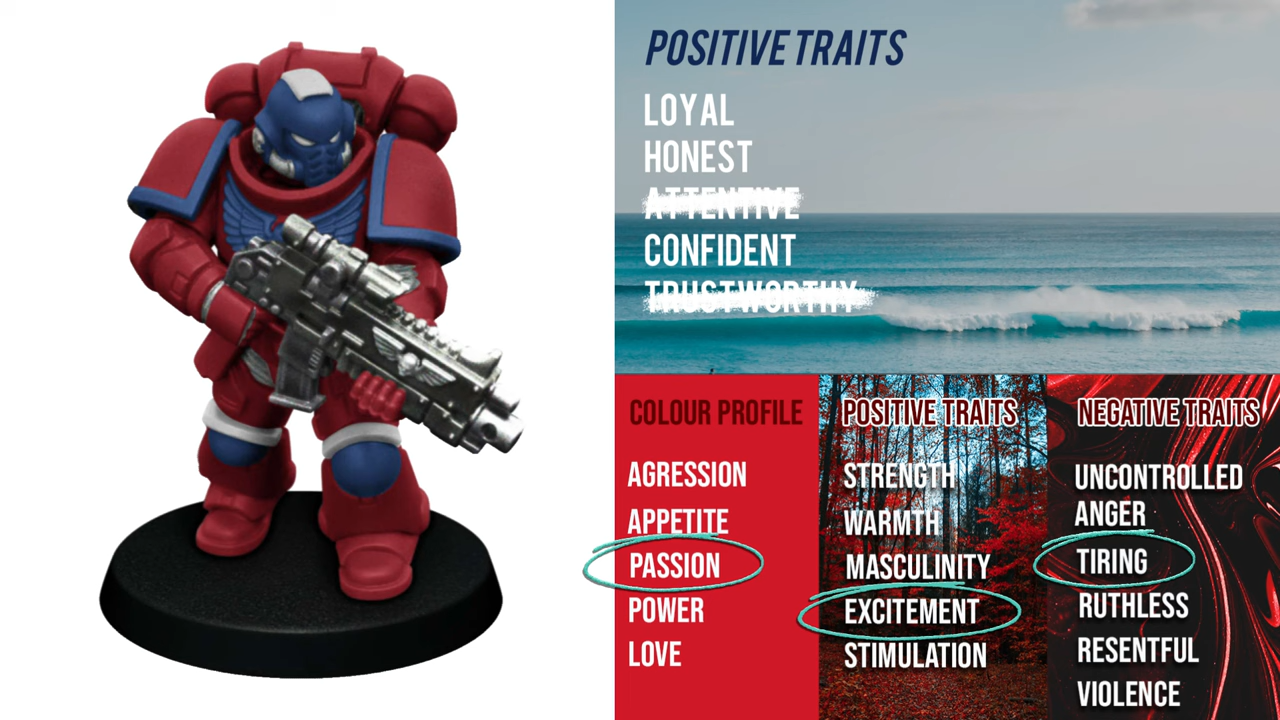 POSITIVE TRAITS
LOYAL
HONEST
ATTENTIVE
CONFIDENT
TRUSTWORTHY
COLOUR PROFILE
AGRESSION
APPETITE
PASSION
POWER
LOVE
POSITIVE TRAITS
STRENGTH
WARMTH
MASCULINITY
EXCITEMENT
STIMULATION
NEGATIVE TRAITS
UNCONTROLLED
ANGER
TIRING
RUTHLESS
RESENTFUL
VIOLENCE